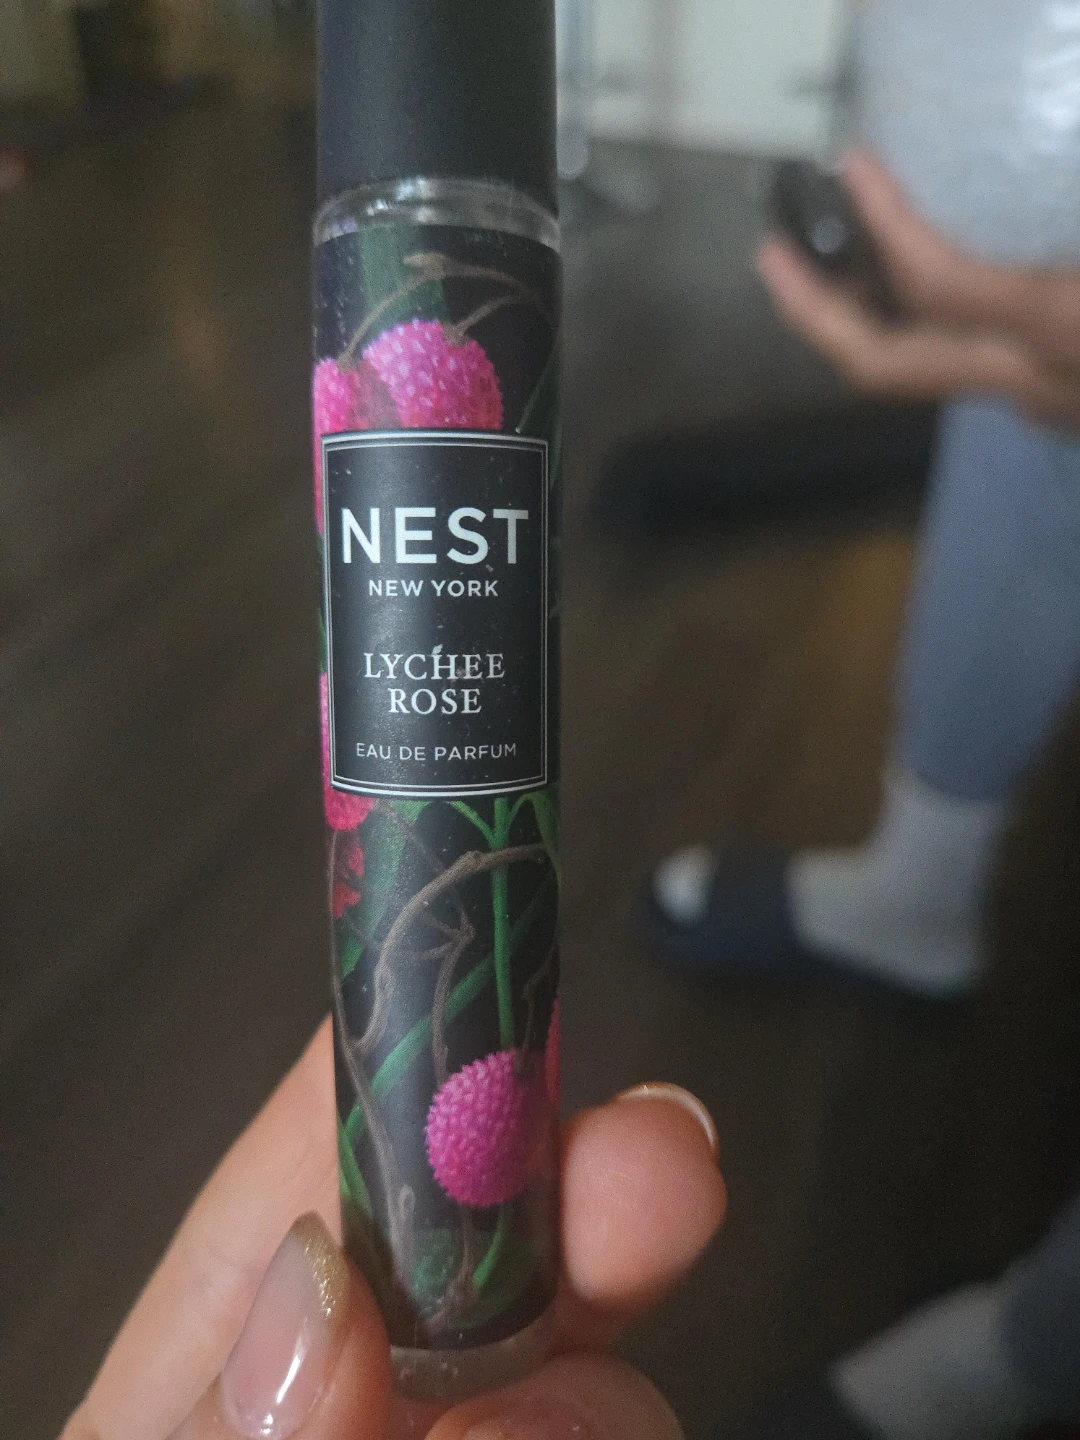 NEST
NEW YORK
LYCHEE
ROSE
EAU DE PARFUM